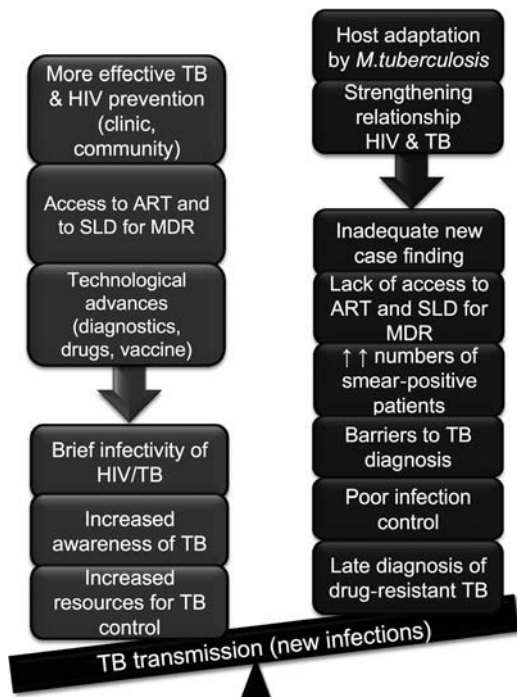 More effective TB
& HIV prevention
(clinic,
community)
Access to ART and
to SLD for MDR
Technological
advances
(diagnostics,
drugs, vaccine)
Brief infectivity of
HIV/TB
Increased
awareness of TB
Increased
resources for TB
control
Host adaptation
by M.tuberculosis
Strengthening
relationship
HIV & TB
Inadequate new
case finding
Lack of access to
ART and SLD for
MDR
↑ ↑ numbers of
smear-positive
patients
Barriers to TB
diagnosis
Poor infection
control
Late diagnosis of
drug-resistant TB
TB transmission (new infections)